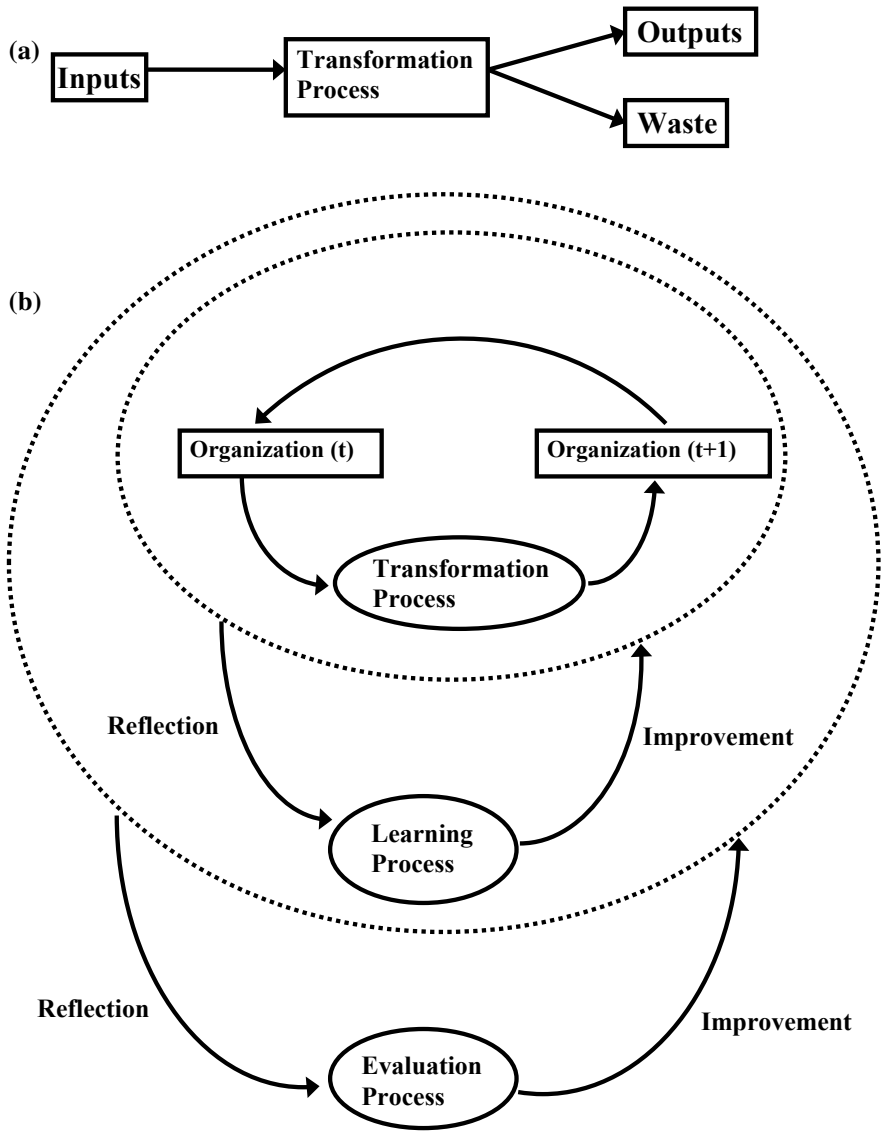 (a)
Inputs
Transformation
Process
Outputs
Waste
(b)
Organization (t)
Organization (t+1)
Transformation
Process
Reflection
Improvement
Learning
Process
Reflection
Improvement
Evaluation
Process